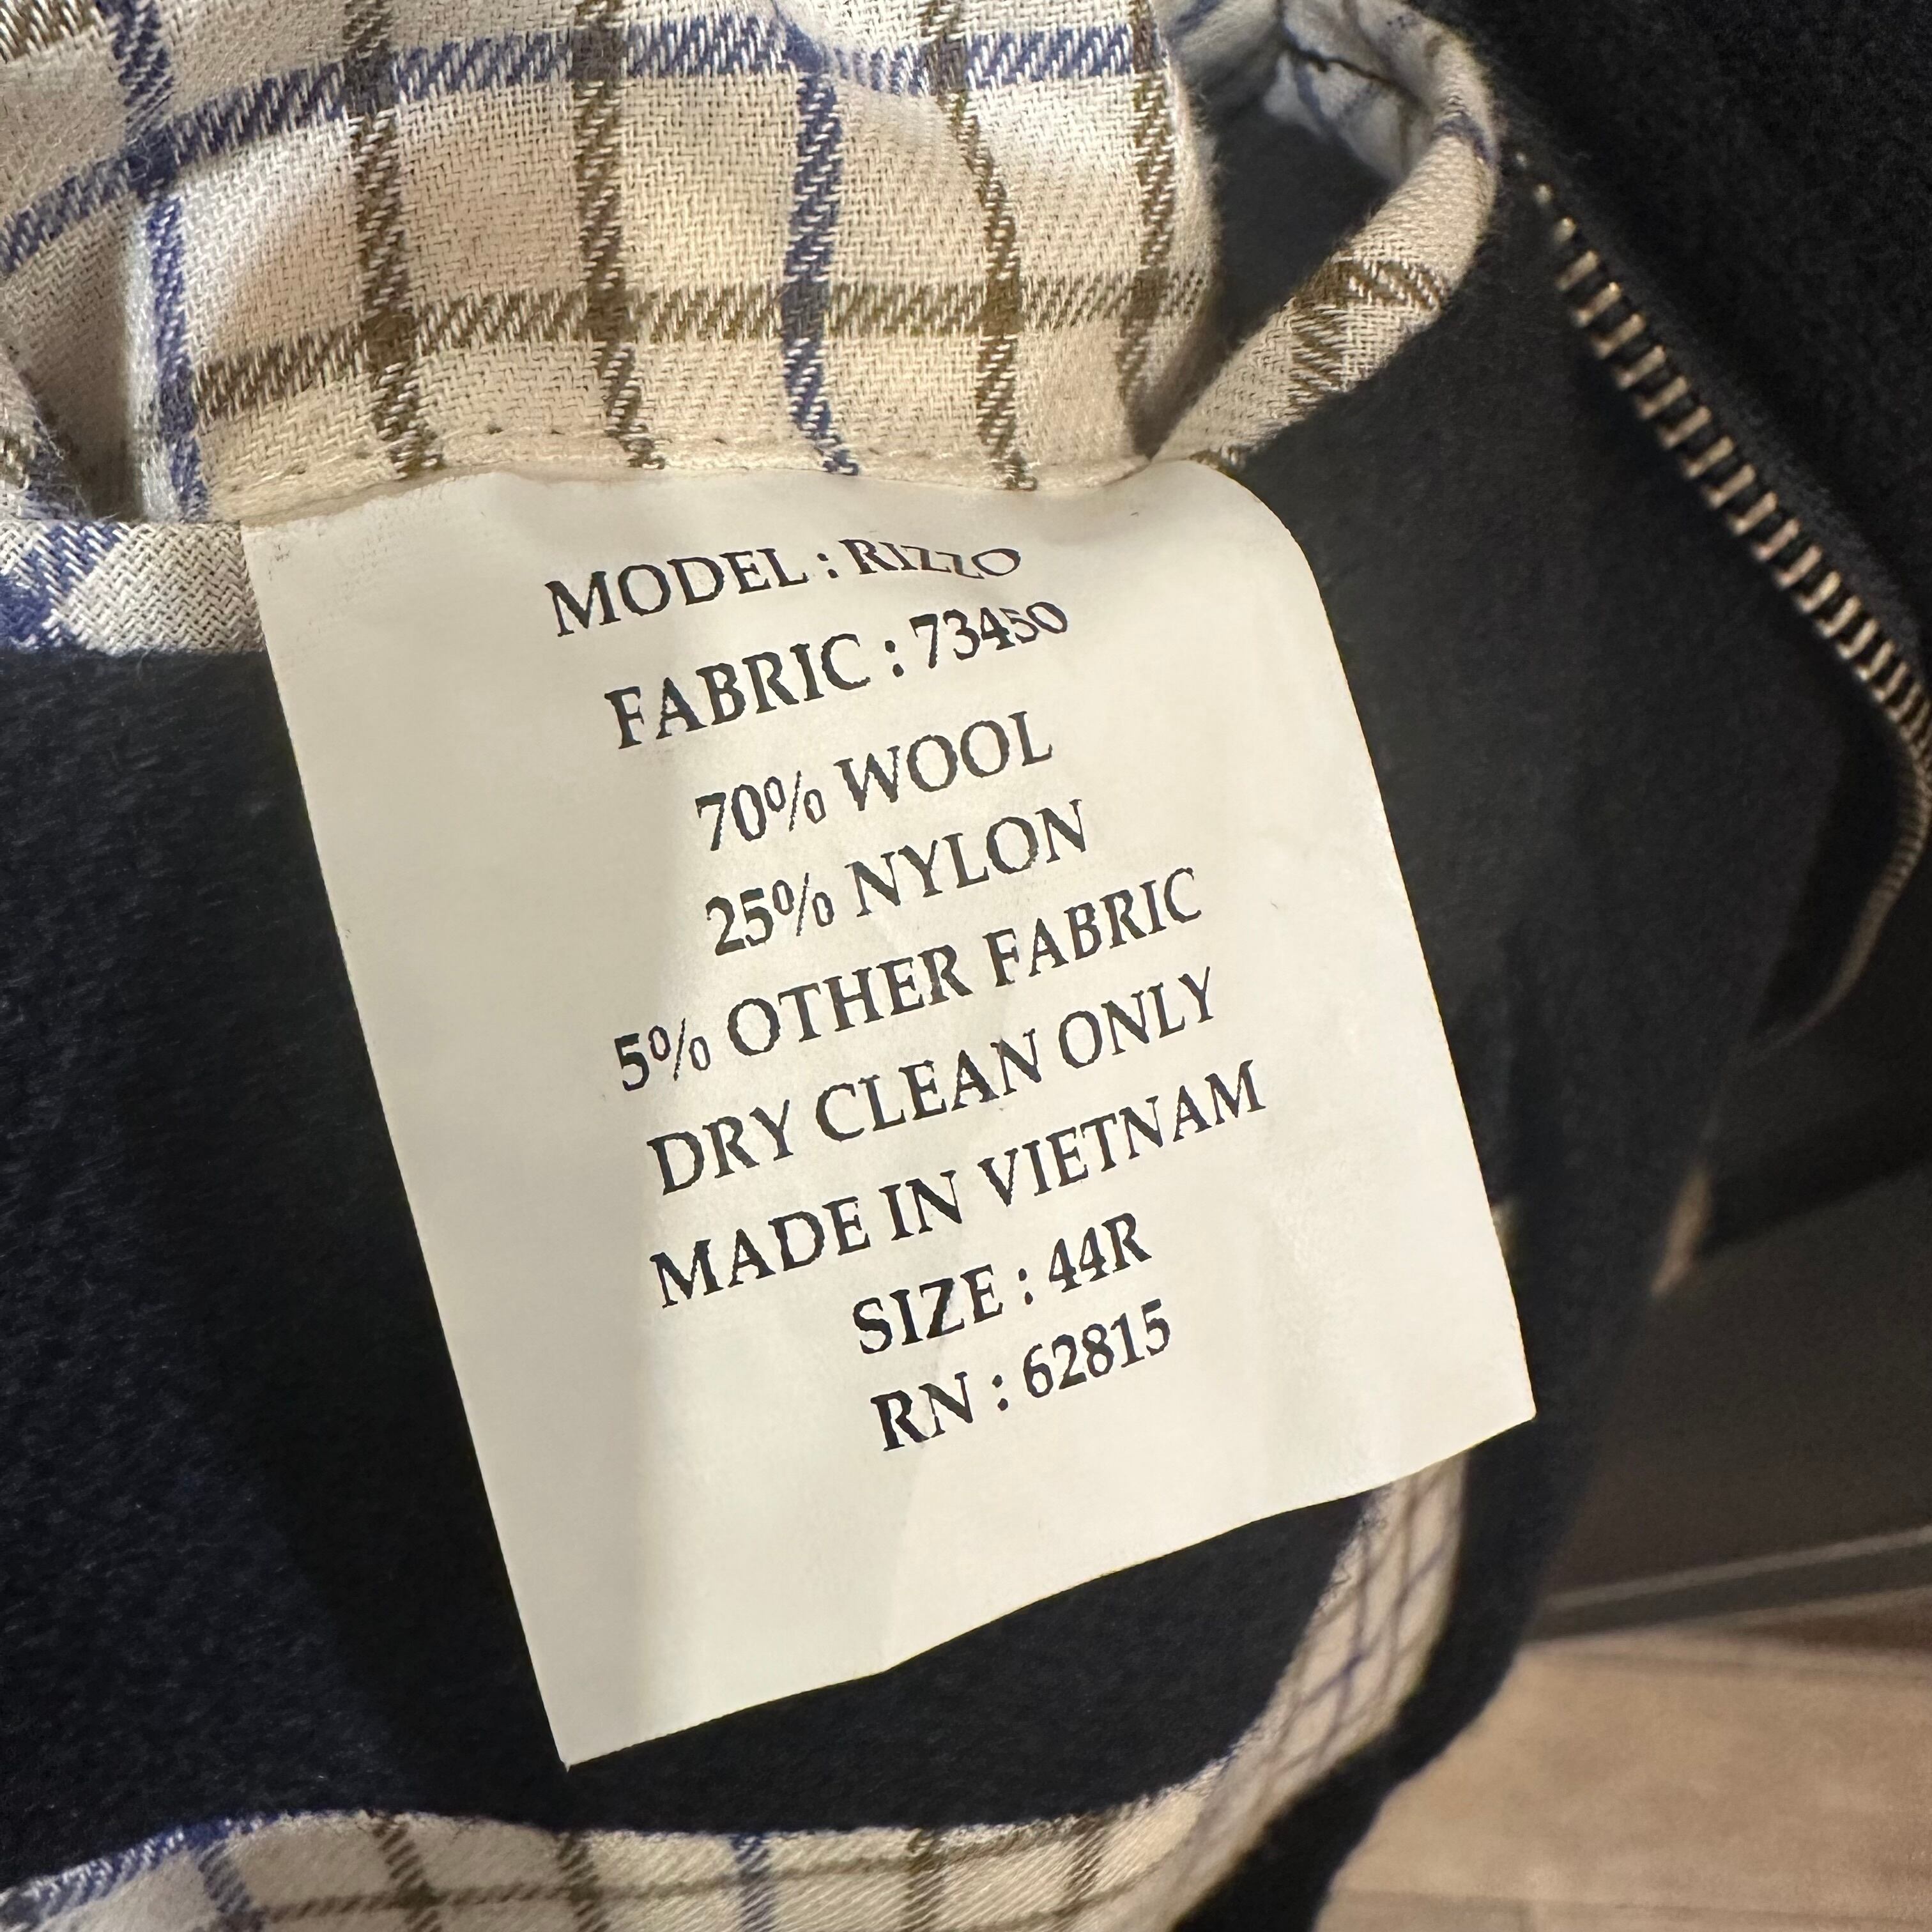 MODEL : RIZZO
FABRIC : 73450
70% WOOL
25% NYLON
5% OTHER FABRIC
DRY CLEAN ONLY
MADE IN VIETNAM
SIZE : 44R
RN : 62815